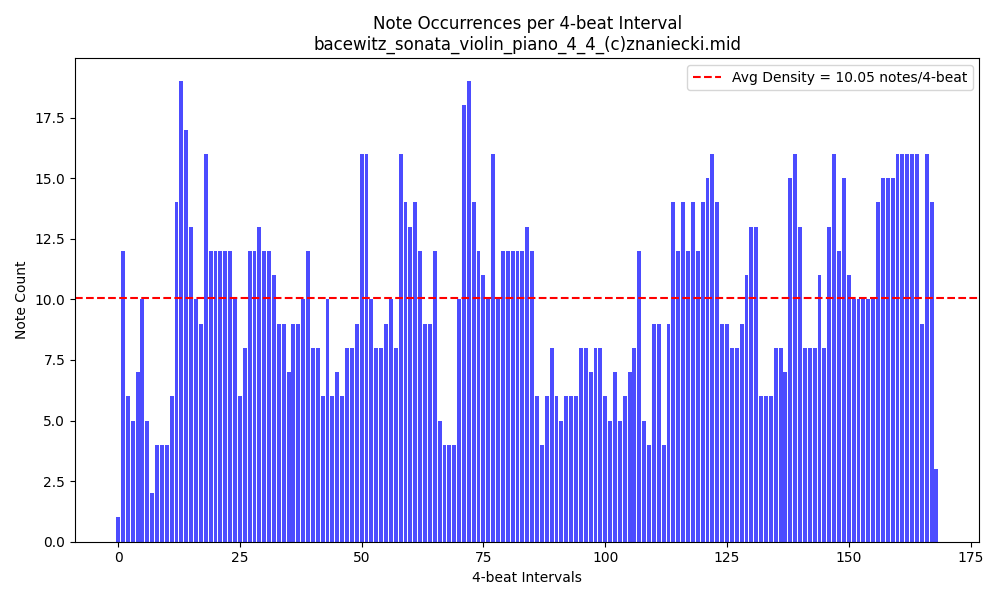 Note Occurrences per 4-beat Interval
bacewitz_sonata_violin_piano_4_4_(c)znaniecki.mid
Avg Density = 10.05 notes/4-beat
Note Count
17.5
15.0
12.5
10.0
7.5
5.0
2.5
0.0
0 25 50 75 100 125 150 175
4-beat Intervals